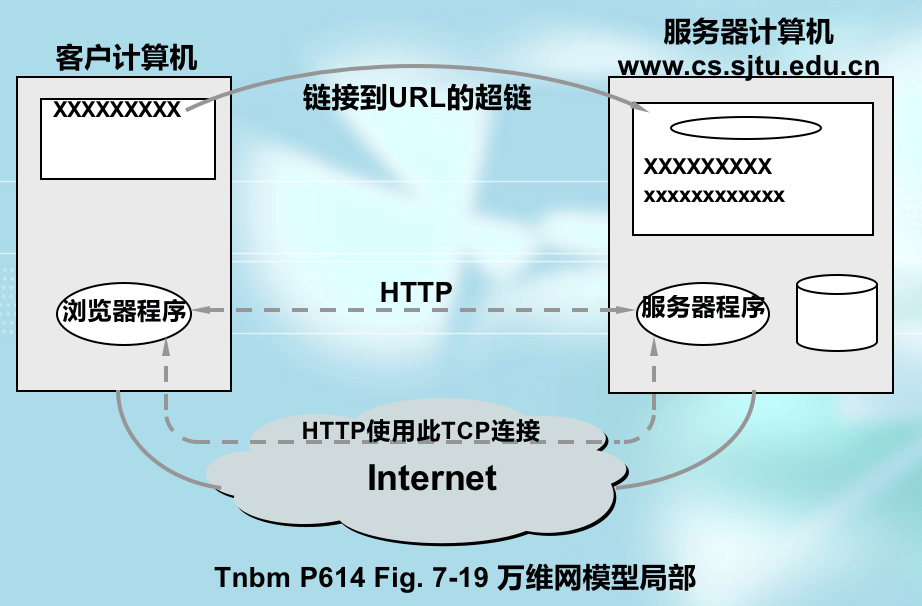 服务器计算机
客户计算机
www.cs.sjtu.edu.cn
链接到URL的超链
XXXXXXXXX
XXXXXXXXX
xxxxxxxxxxxx
HTTP
浏览器程序
服务器程序
HTTP使用此TCP连接
Internet
Tnbm P614 Fig. 7-19 万维网模型局部